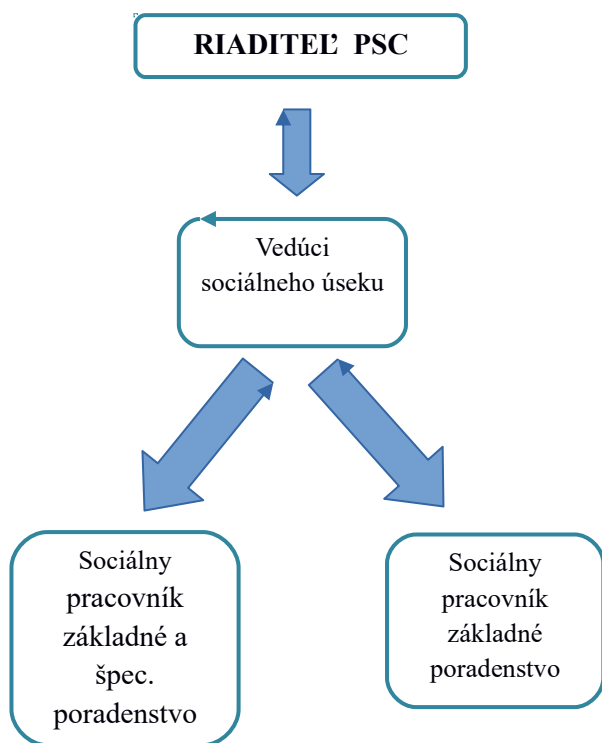 RIADITEĽ PSC
Vedúci
sociálneho úseku
Sociálny
pracovník
základné a
špec.
poradenstvo
Sociálny
pracovník
základné
poradenstvo